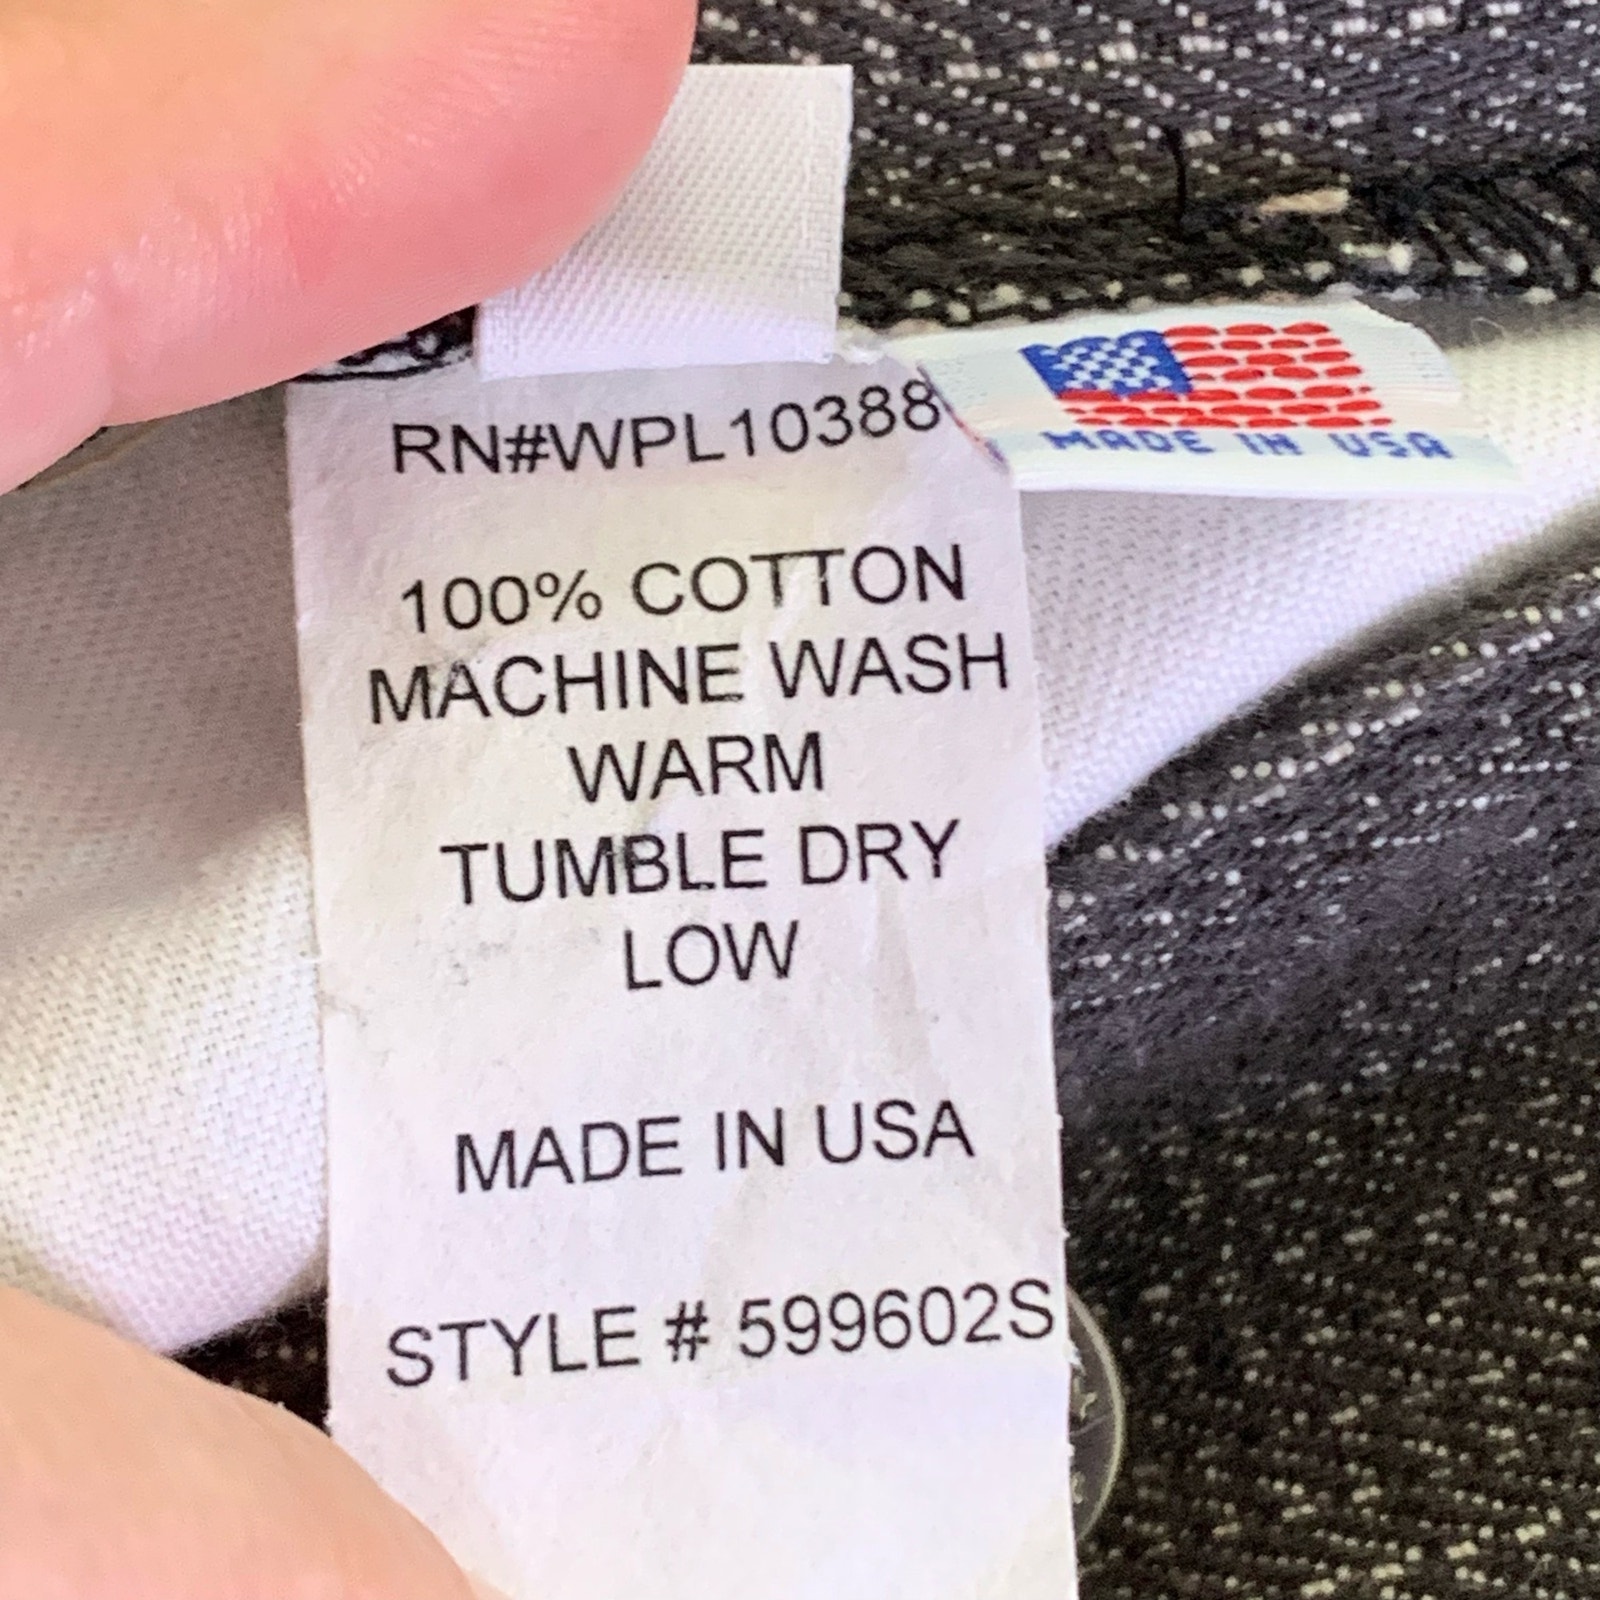 RN#WPL10388
MADE IN USA
100% COTTON
MACHINE WASH
WARM
TUMBLE DRY
LOW
MADE IN USA
STYLE # 599602S